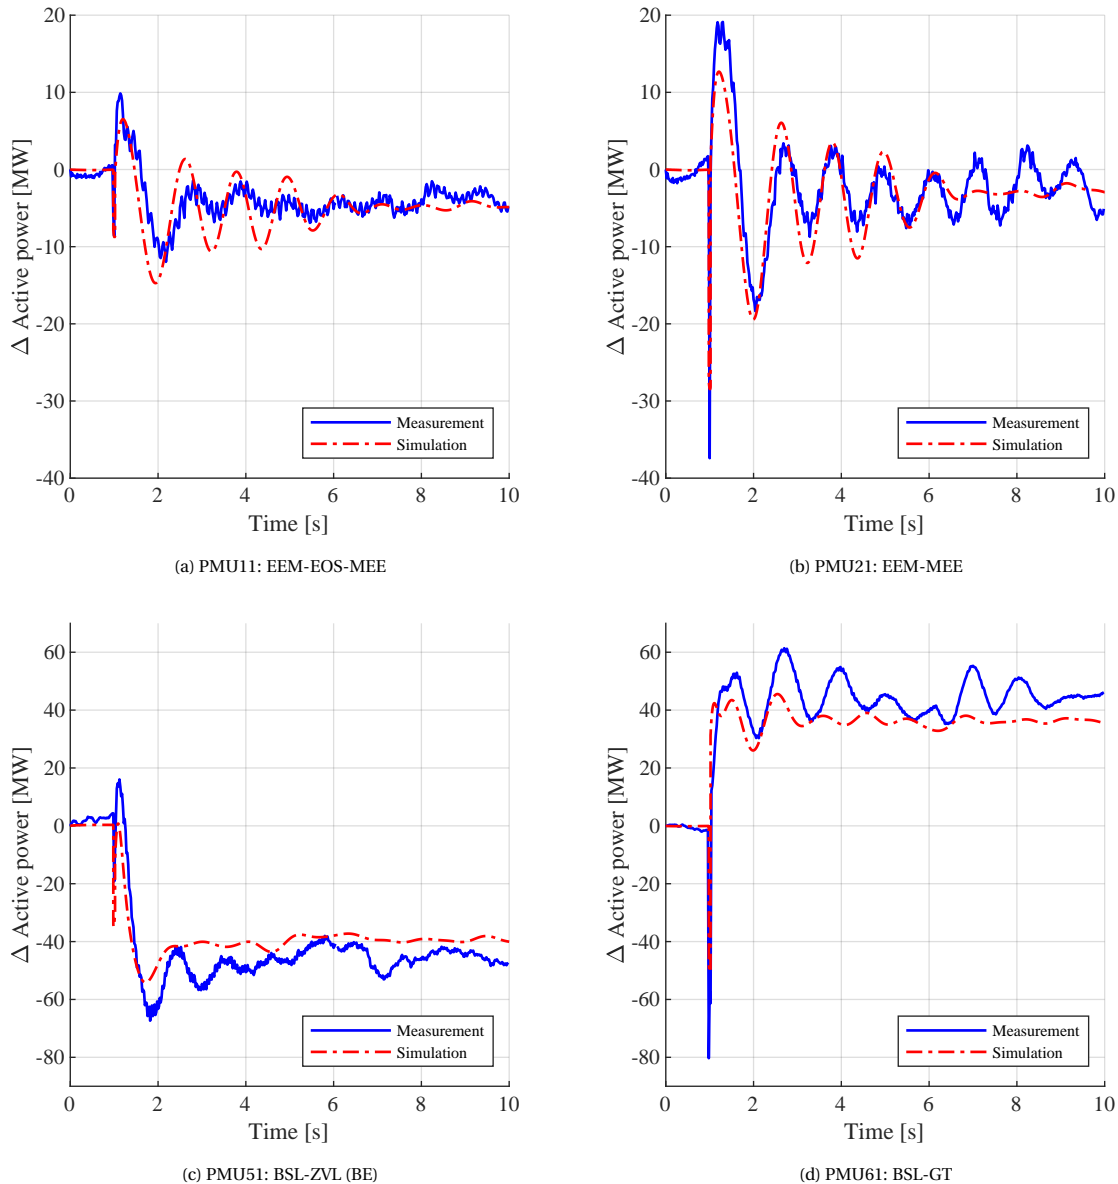 20
10
0
-10
-20
-30
-40
0 2 4 6 8 10
Δ Active power [MW]
Time [s]
Measurement
Simulation
(a) PMU11: EEM-EOS-MEE
20
10
0
-10
-20
-30
-40
0 2 4 6 8 10
Δ Active power [MW]
Time [s]
Measurement
Simulation
(b) PMU21: EEM-MEE
60
40
20
0
-20
-40
-60
-80
0 2 4 6 8 10
Δ Active power [MW]
Time [s]
Measurement
Simulation
(c) PMU51: BSL-ZVL (BE)
60
40
20
0
-20
-40
-60
-80
0 2 4 6 8 10
Δ Active power [MW]
Time [s]
Measurement
Simulation
(d) PMU61: BSL-GT